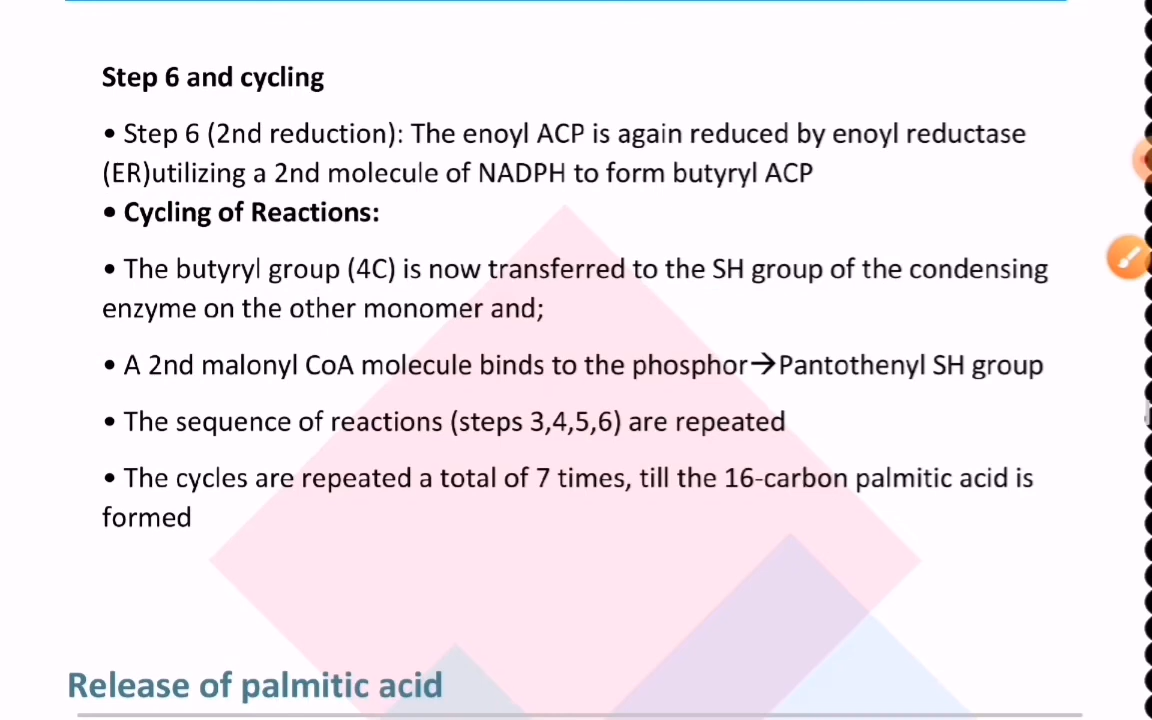 Step 6 and cycling
• Step 6 (2nd reduction): The enoyl ACP is again reduced by enoyl reductase
(ER)utilizing a 2nd molecule of NADPH to form butyryl ACP
• Cycling of Reactions:
• The butyryl group (4C) is now transferred to the SH group of the condensing
enzyme on the other monomer and;
• A 2nd malonyl CoA molecule binds to the phosphor→Pantothenyl SH group
• The sequence of reactions (steps 3,4,5,6) are repeated
• The cycles are repeated a total of 7 times, till the 16-carbon palmitic acid is
formed
Release of palmitic acid